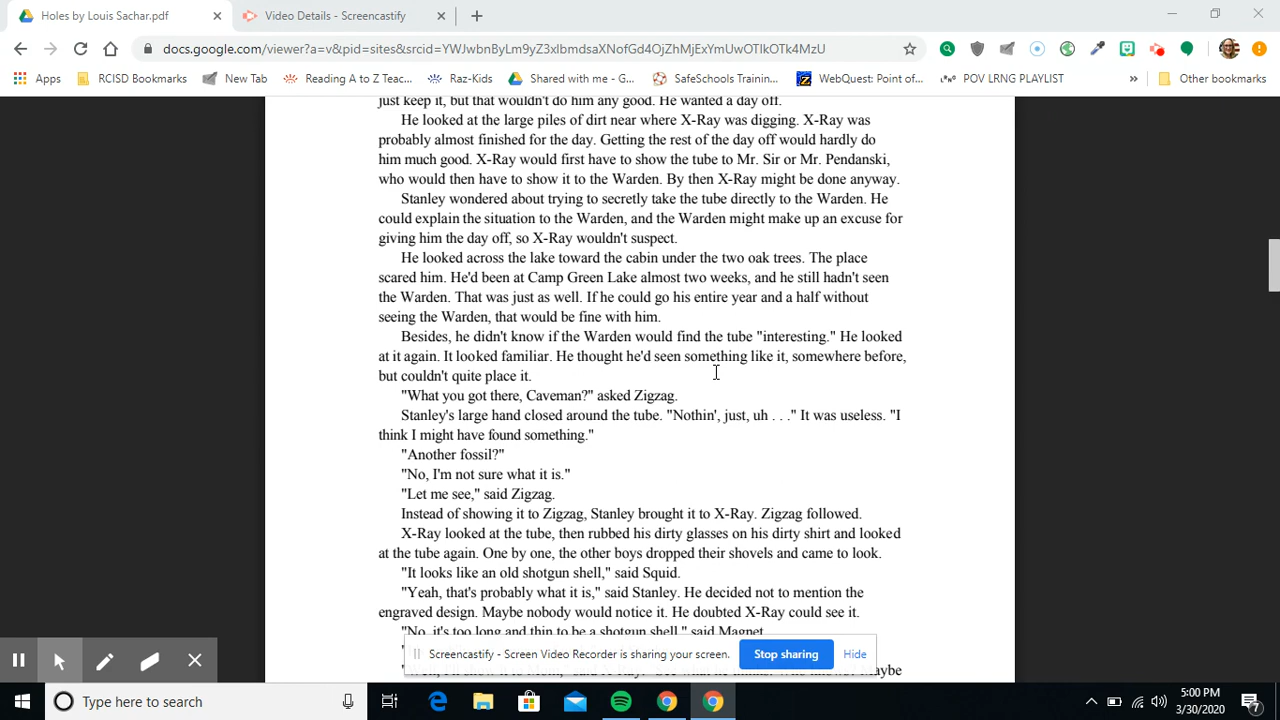 Holes by Louis Sachar.pdf
Video Details - Screencastify
docs.google.com/viewer?a=v&pid=sites&srcid=YWJwbnByLm9yZ3xlbmdsaXNofGd4OjZhMjExYmUwOTlkOTk4MzU
Apps
RCISD Bookmarks
New Tab
Reading A to Z Teac...
Raz-Kids
Shared with me - G...
SafeSchools Trainin...
WebQuest: Point of...
POV LRNG PLAYLIST
»
Other bookmarks
just keep it, but that wouldn't do him any good. He wanted a day off.
He looked at the large piles of dirt near where X-Ray was digging. X-Ray was
probably almost finished for the day. Getting the rest of the day off would hardly do
him much good. X-Ray would first have to show the tube to Mr. Sir or Mr. Pendanski,
who would then have to show it to the Warden. By then X-Ray might be done anyway.
Stanley wondered about trying to secretly take the tube directly to the Warden. He
could explain the situation to the Warden, and the Warden might make up an excuse for
giving him the day off, so X-Ray wouldn't suspect.
He looked across the lake toward the cabin under the two oak trees. The place
scared him. He'd been at Camp Green Lake almost two weeks, and he still hadn't seen
the Warden. That was just as well. If he could go his entire year and a half without
seeing the Warden, that would be fine with him.
Besides, he didn't know if the Warden would find the tube "interesting." He looked
at it again. It looked familiar. He thought he'd seen something like it, somewhere before,
but couldn't quite place it.
"What you got there, Caveman?" asked Zigzag.
Stanley's large hand closed around the tube. "Nothin', just, uh . . ." It was useless. "I
think I might have found something."
"Another fossil?"
"No, I'm not sure what it is."
"Let me see," said Zigzag.
Instead of showing it to Zigzag, Stanley brought it to X-Ray. Zigzag followed.
X-Ray looked at the tube, then rubbed his dirty glasses on his dirty shirt and looked
at the tube again. One by one, the other boys dropped their shovels and came to look.
"It looks like an old shotgun shell," said Squid.
"Yeah, that's probably what it is," said Stanley. He decided not to mention the
engraved design. Maybe nobody would notice it. He doubted X-Ray could see it.
"No, it's too long and thin to be a shotgun shell," said Magnet.
Maybe
Screencastify - Screen Video Recorder is sharing your screen.
Stop sharing
Hide
Type here to search
5:00 PM
3/30/2020
7